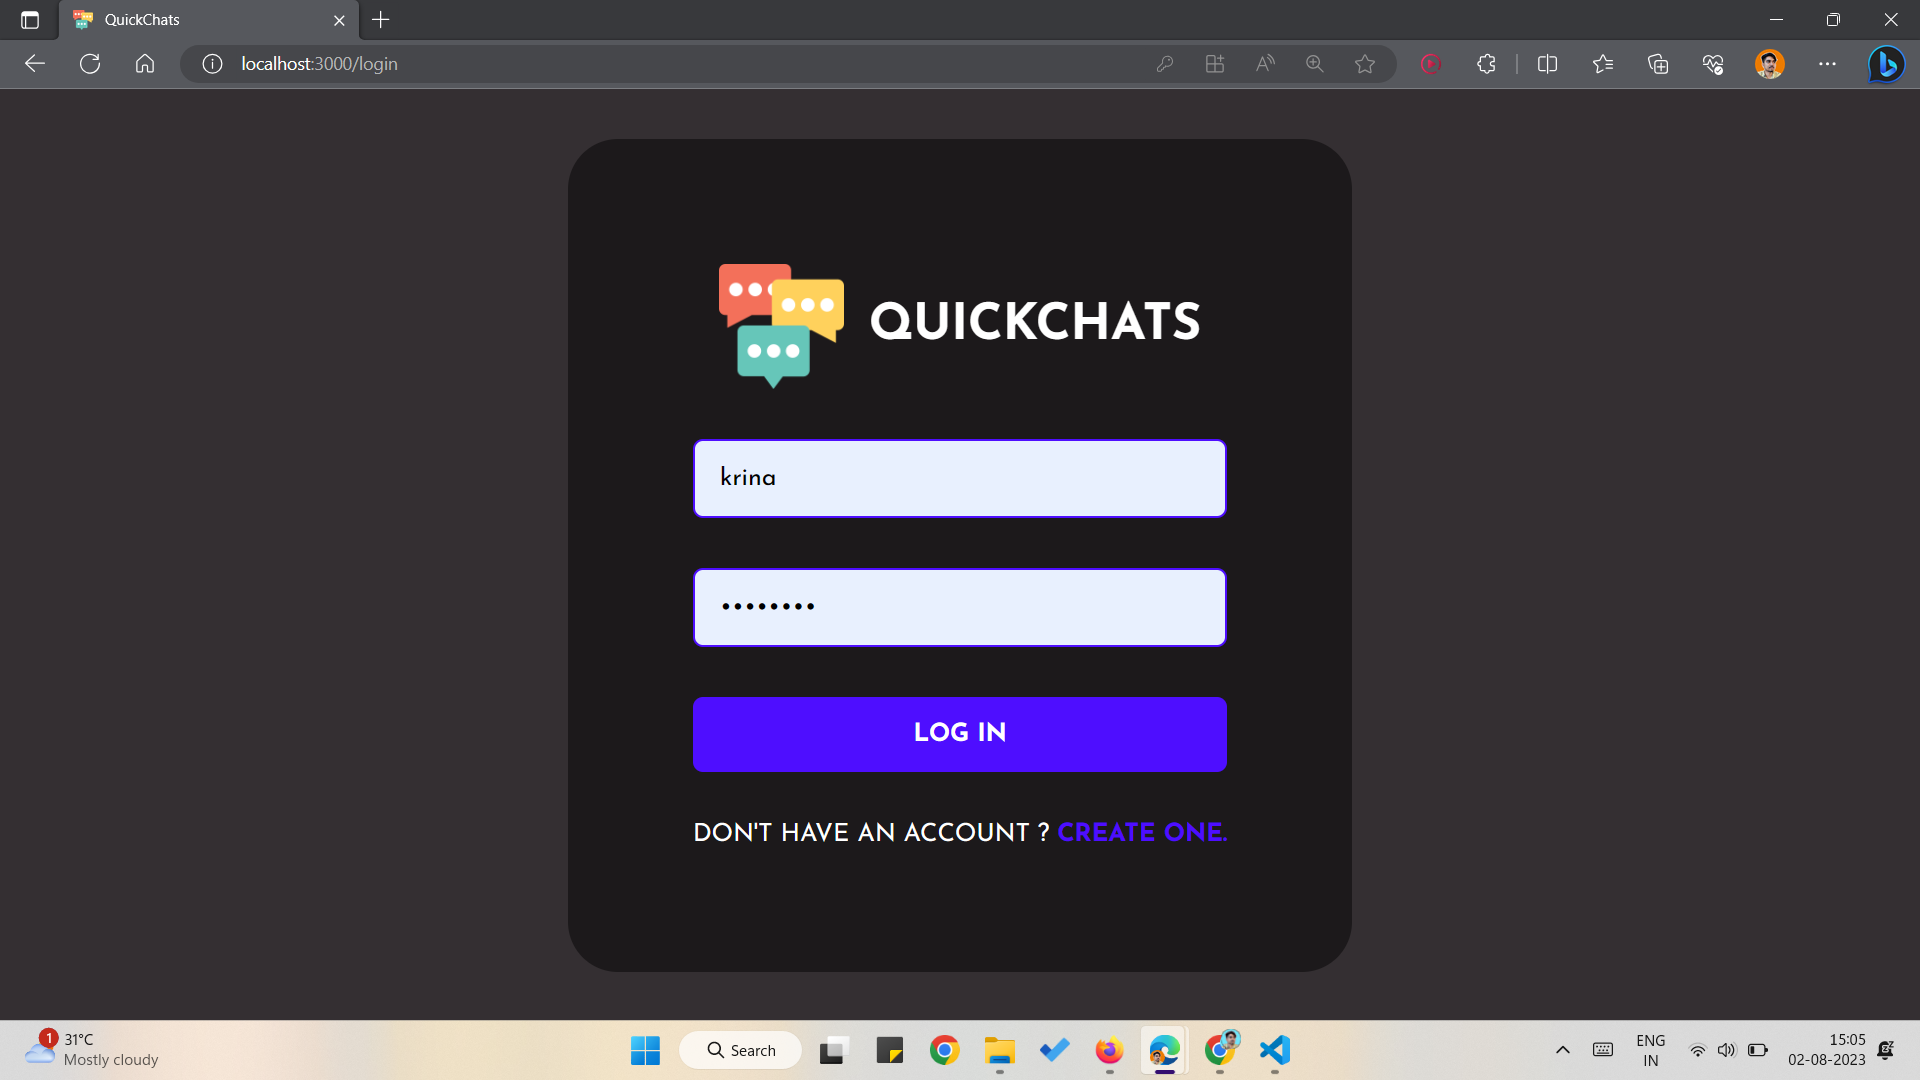 QuickChats
localhost:3000/login
QUICKCHATS
krina
••••••••
LOG IN
DON'T HAVE AN ACCOUNT ? CREATE ONE.
1
31°C
Mostly cloudy
Search
ENG
IN
15:05
02-08-2023